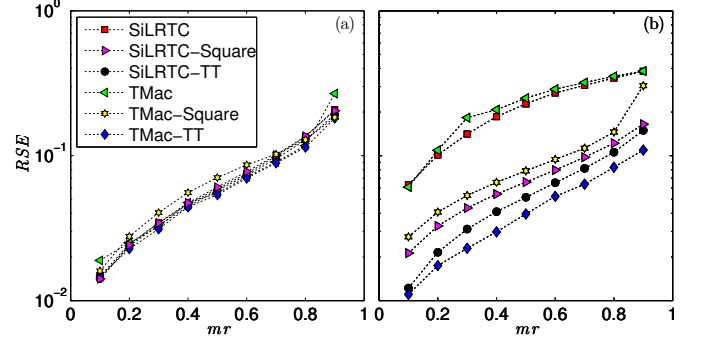 10^0
10^-1
10^-2
RSE
(a)
SiLRTC
SiLRTC-Square
SiLRTC-TT
TMac
TMac-Square
TMac-TT
0 0.2 0.4 0.6 0.8 1
mr
(b)
0 0.2 0.4 0.6 0.8 1
mr